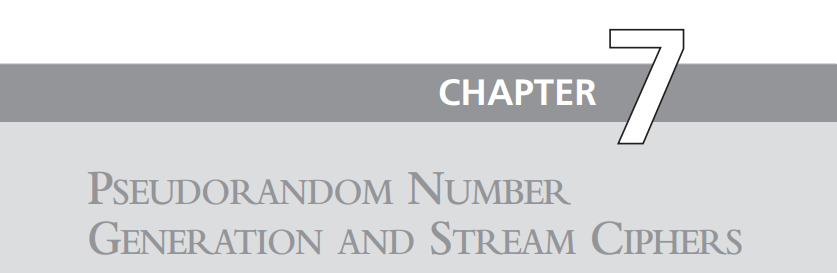 CHAPTER 7
PSEUDORANDOM NUMBER
GENERATION AND STREAM CIPHERS